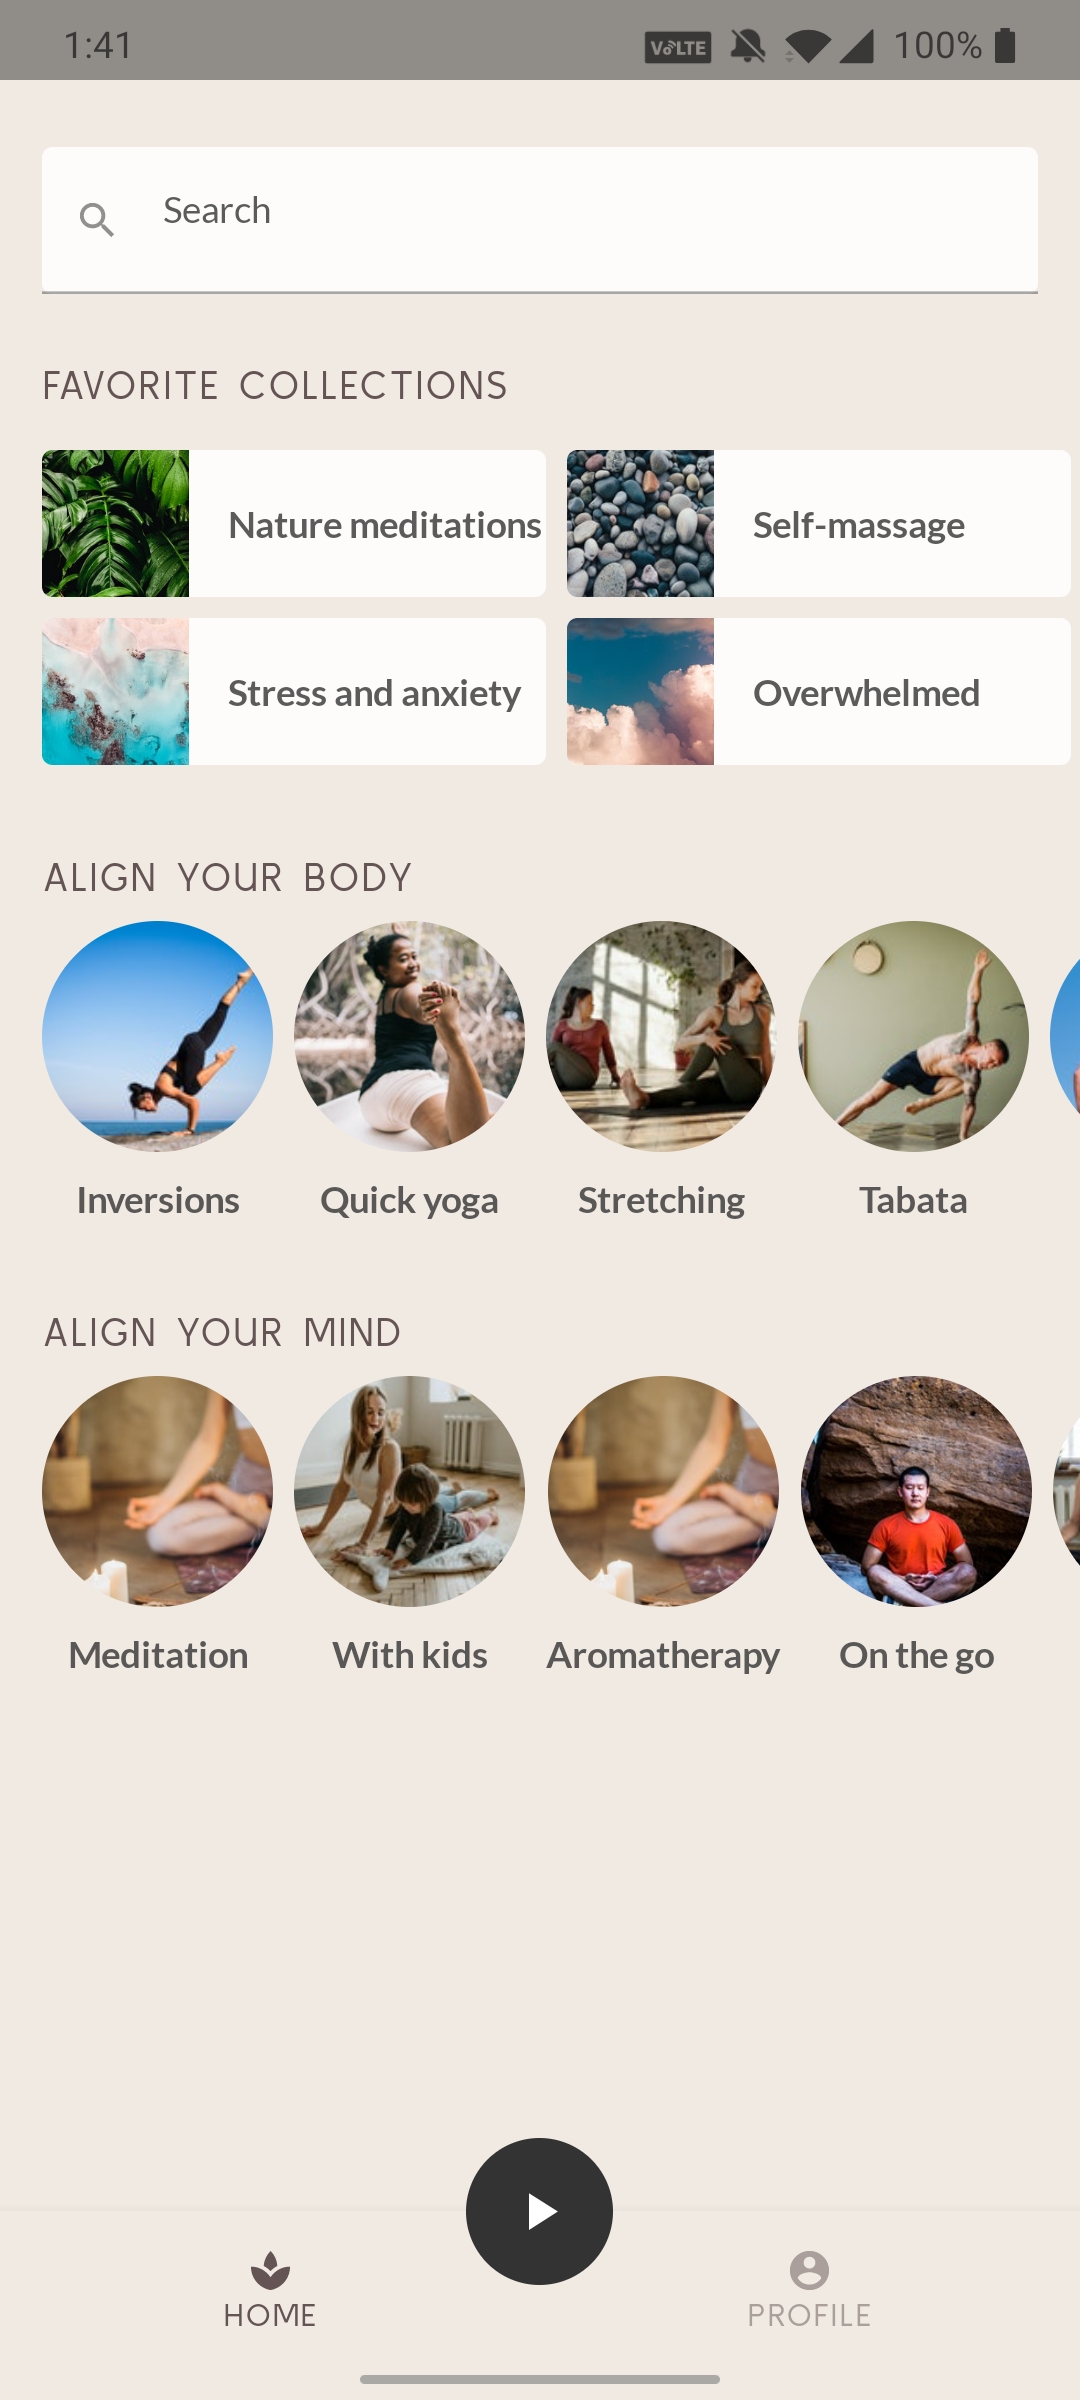 1:41 VoLTE 100%
Search
FAVORITE COLLECTIONS
Nature meditations Self-massage
Stress and anxiety Overwhelmed
ALIGN YOUR BODY
Inversions Quick yoga Stretching Tabata
ALIGN YOUR MIND
Meditation With kids Aromatherapy On the go
HOME PROFILE